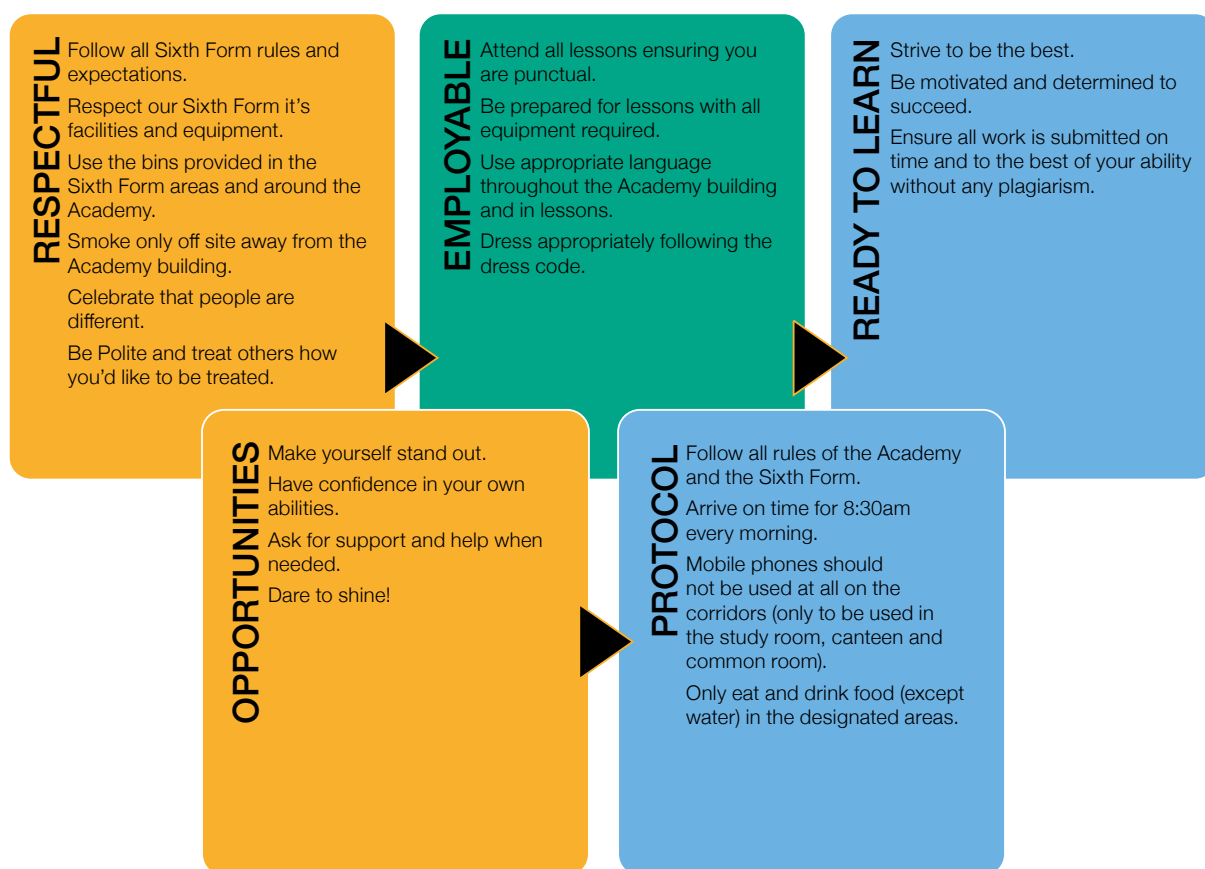 RESPECTFUL
Follow all Sixth Form rules and
expectations.
Respect our Sixth Form it's
facilities and equipment.
Use the bins provided in the
Sixth Form areas and around the
Academy.
Smoke only off site away from the
Academy building.
Celebrate that people are
different.
Be Polite and treat others how
you'd like to be treated.
EMPLOYABLE
Attend all lessons ensuring you
are punctual.
Be prepared for lessons with all
equipment required.
Use appropriate language
throughout the Academy building
and in lessons.
Dress appropriately following the
dress code.
READY TO LEARN
Strive to be the best.
Be motivated and determined to
succeed.
Ensure all work is submitted on
time and to the best of your ability
without any plagiarism.
OPPORTUNITIES
Make yourself stand out.
Have confidence in your own
abilities.
Ask for support and help when
needed.
Dare to shine!
PROTOCOL
Follow all rules of the Academy
and the Sixth Form.
Arrive on time for 8:30am
every morning.
Mobile phones should
not be used at all on the
corridors (only to be used in
the study room, canteen and
common room).
Only eat and drink food (except
water) in the designated areas.